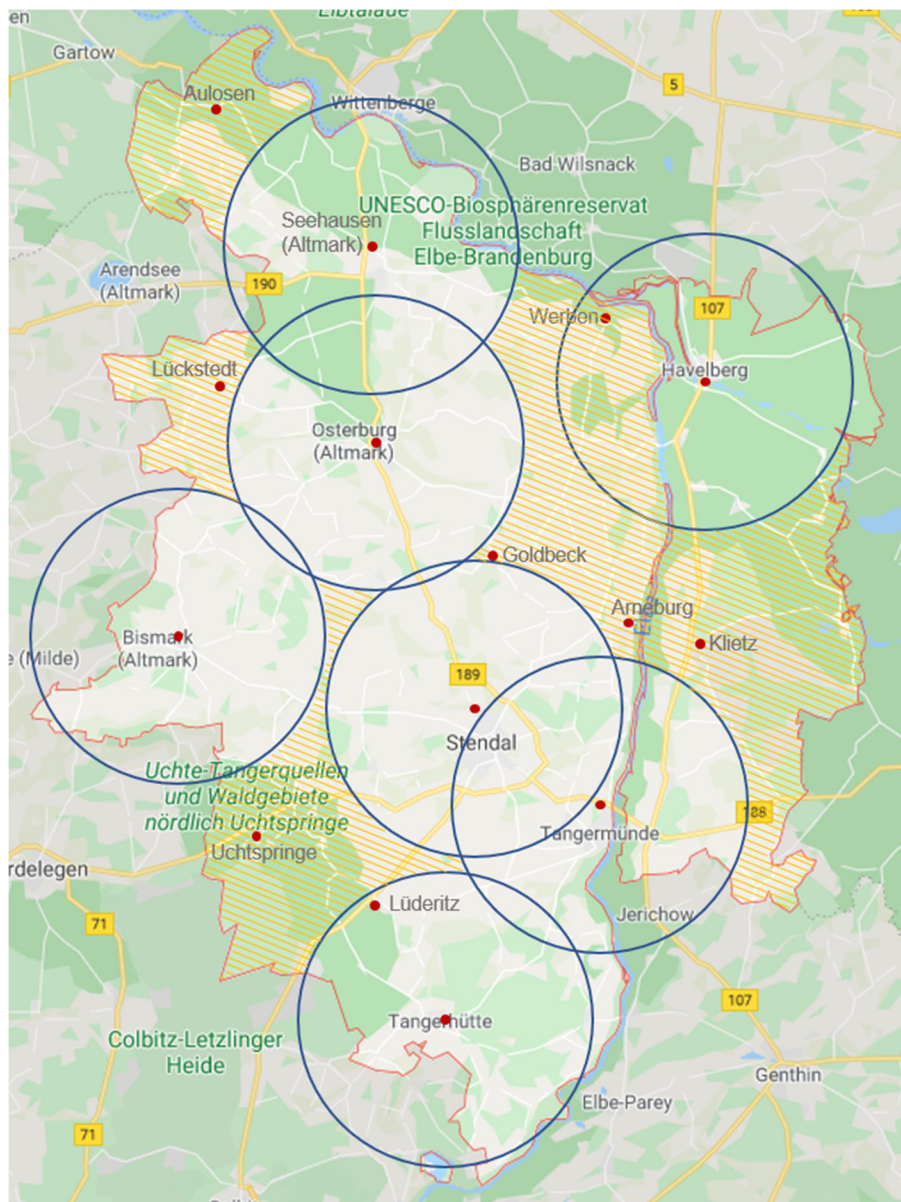 en
Elbtalaue
Gartow
5
Aulosen
Wittenberge
Bad Wilsnack
UNESCO-Biosphärenreservat
Flusslandschaft
Elbe-Brandenburg
Seehausen
(Altmark)
Arendsee
(Altmark)
190
107
Werben
Lückstedt
Havelberg
Osterburg
(Altmark)
Goldbeck
Arneburg
Elbe
Bismark
(Altmark)
Klietz
e (Milde)
189
Stendal
Uchte-Tangerquellen
und Waldgebiete
nördlich Uchtspringe
188
Tangermünde
Uchtspringe
rdelegen
Lüderitz
Jerichow
71
107
Tangerhütte
Colbitz-Letzlinger
Heide
Genthin
Elbe-Parey
71